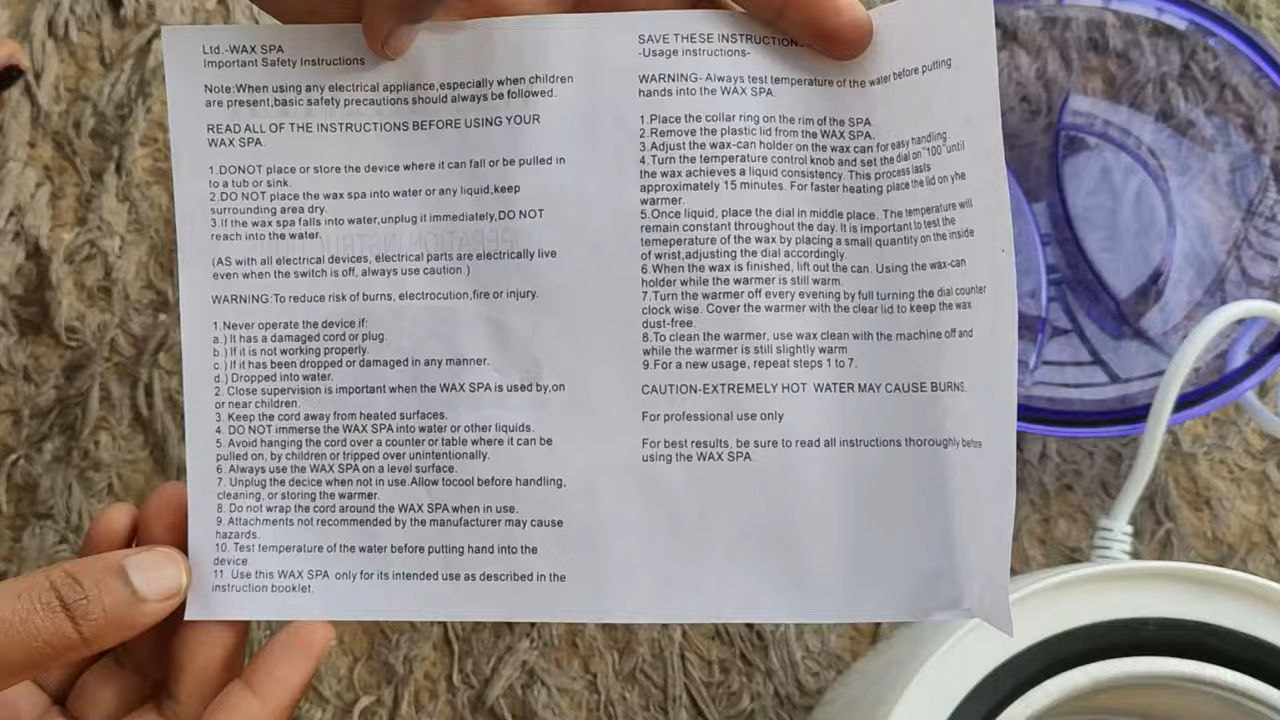 Ltd.-WAX SPA
Important Safety Instructions
Note:When using any electrical appliance,especially when children
are present,basic safety precautions should always be followed.
READ ALL OF THE INSTRUCTIONS BEFORE USING YOUR
WAX SPA.
1.DONOT place or store the device where it can fall or be pulled in
to a tub or sink.
2.DO NOT place the wax spa into water or any liquid,keep
surrounding area dry.
3.If the wax spa falls into water,unplug it immediately,DO NOT
reach into the water.
(AS with all electrical devices, electrical parts are electrically live
even when the switch is off, always use caution.)
WARNING:To reduce risk of burns, electrocution,fire or injury.
1.Never operate the device if:
a.) It has a damaged cord or plug.
b.) If it is not working properly.
c.) If it has been dropped or damaged in any manner.
d.) Dropped into water.
2. Close supervision is important when the WAX SPA is used by,on
or near children.
3. Keep the cord away from heated surfaces.
4. DO NOT immerse the WAX SPA into water or other liquids.
5. Avoid hanging the cord over a counter or table where it can be
pulled on, by children or tripped over unintentionally.
6. Always use the WAX SPA on a level surface.
7. Unplug the decice when not in use.Allow tocool before handling,
cleaning, or storing the warmer.
8. Do not wrap the cord around the WAX SPA when in use.
9. Attachments not recommended by the manufacturer may cause
hazards.
10. Test temperature of the water before putting hand into the
device.
11. Use this WAX SPA only for its intended use as described in the
instruction booklet.
SAVE THESE INSTRUCTION
-Usage instructions-
WARNING- Always test temperature of the water before putting
hands into the WAX SPA.
1.Place the collar ring on the rim of the SPA.
2.Remove the plastic lid from the WAX SPA.
3.Adjust the wax-can holder on the wax can for easy handling
4.Turn the temperature control knob and set the dial on "100" until
the wax achieves a liquid consistency. This process lasts
approximately 15 minutes. For faster heating place the lid on yhe
warmer.
5.Once liquid, place the dial in middle place. The temperature will
remain constant throughout the day. It is important to test the
temeperature of the wax by placing a small quantity on the inside
of wrist,adjusting the dial accordingly.
6.When the wax is finished, lift out the can. Using the wax-can
holder while the warmer is still warm.
7.Turn the warmer off every evening by full turning the dial counter
clock wise. Cover the warmer with the clear lid to keep the wax
dust-free.
8.To clean the warmer, use wax clean with the machine off and
while the warmer is still slightly warm
9.For a new usage, repeat steps 1 to 7.
CAUTION-EXTREMELY HOT WATER MAY CAUSE BURNS.
For professional use only
For best results, be sure to read all instructions thoroughly before
using the WAX SPA